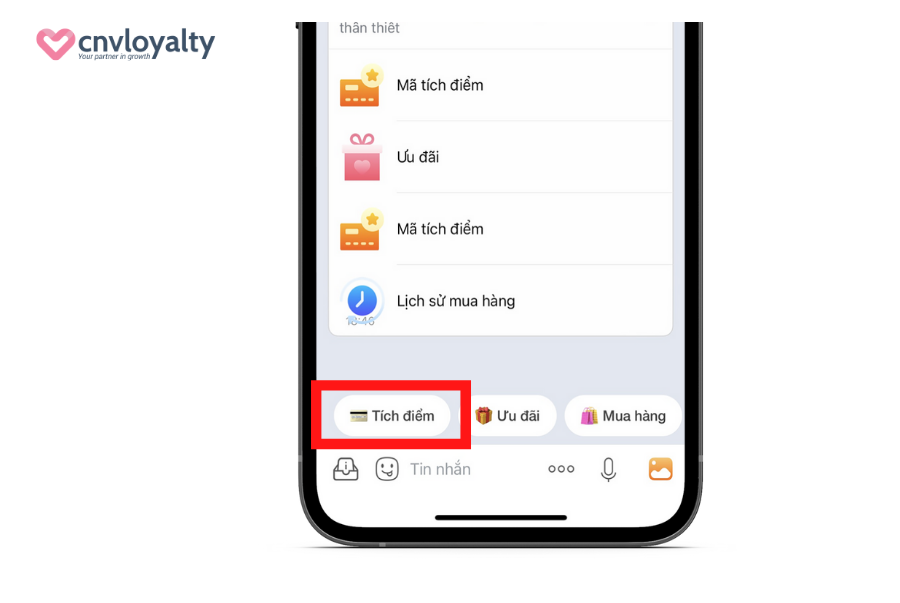 cnvloyalty
Your partner in growth
thân thiết
Mã tích điểm
Ưu đãi
Mã tích điểm
Lịch sử mua hàng
18:46
Tích điểm
Ưu đãi
Mua hàng
Tin nhắn